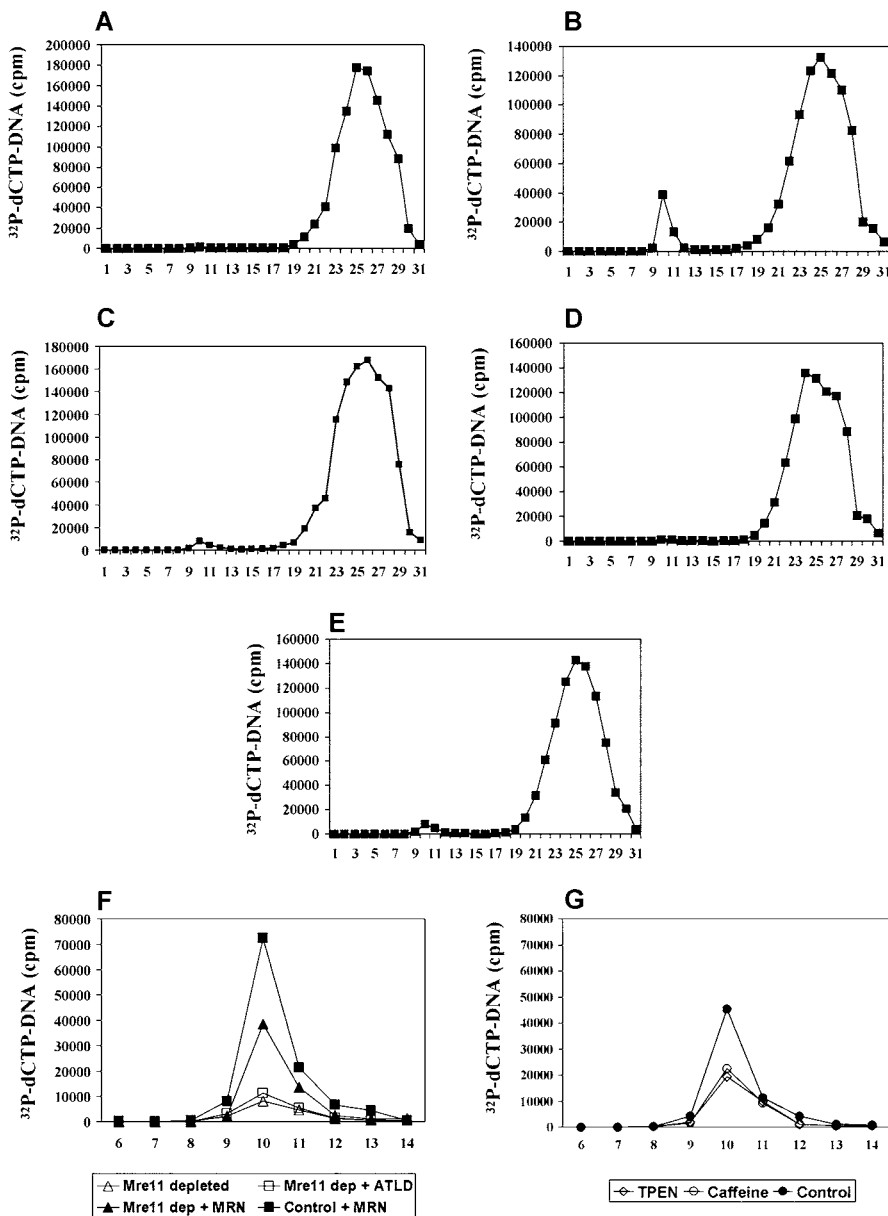 A
B
³²P-dCTP-DNA (cpm)
200000
180000
160000
140000
120000
100000
80000
60000
40000
20000
0
1 3 5 7 9 11 13 15 17 19 21 23 25 27 29 31
³²P-dCTP-DNA (cpm)
140000
120000
100000
80000
60000
40000
20000
0
1 3 5 7 9 11 13 15 17 19 21 23 25 27 29 31
C
D
³²P-dCTP-DNA (cpm)
180000
160000
140000
120000
100000
80000
60000
40000
20000
0
1 3 5 7 9 11 13 15 17 19 21 23 25 27 29 31
³²P-dCTP-DNA (cpm)
160000
140000
120000
100000
80000
60000
40000
20000
0
1 3 5 7 9 11 13 15 17 19 21 23 25 27 29 31
E
³²P-dCTP-DNA (cpm)
160000
140000
120000
100000
80000
60000
40000
20000
0
1 3 5 7 9 11 13 15 17 19 21 23 25 27 29 31
F
G
³²P-dCTP-DNA (cpm)
80000
70000
60000
50000
40000
30000
20000
10000
0
6 7 8 9 10 11 12 13 14
Mre11 depleted Mre11 dep + ATLD
Mre11 dep + MRN Control + MRN
³²P-dCTP-DNA (cpm)
80000
70000
60000
50000
40000
30000
20000
10000
0
6 7 8 9 10 11 12 13 14
TPEN Caffeine Control